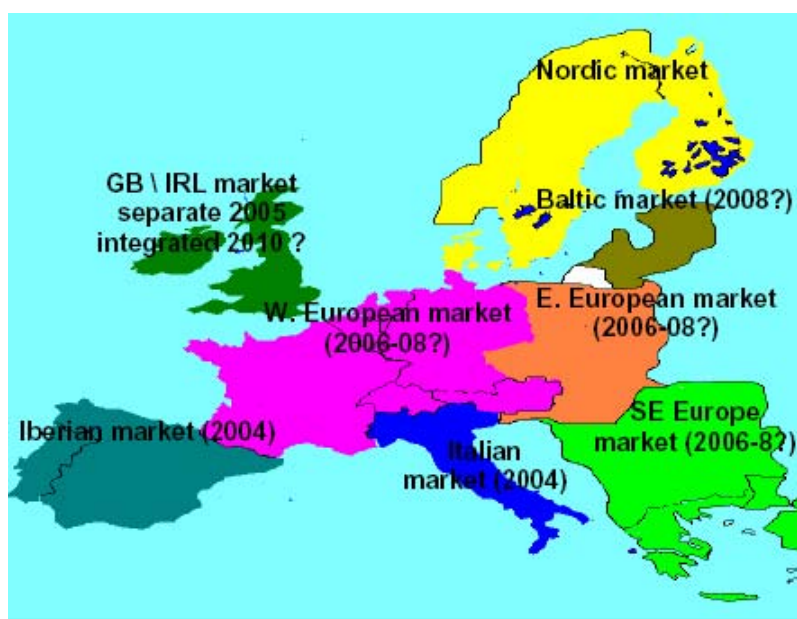 Nordic market
GB \ IRL market
separate 2005
integrated 2010 ?
Baltic market (2008?)
W. European market
(2006-08?)
E. European market
(2006-08?)
Iberian market (2004)
SE Europe
market (2006-8?)
Italian
market (2004)